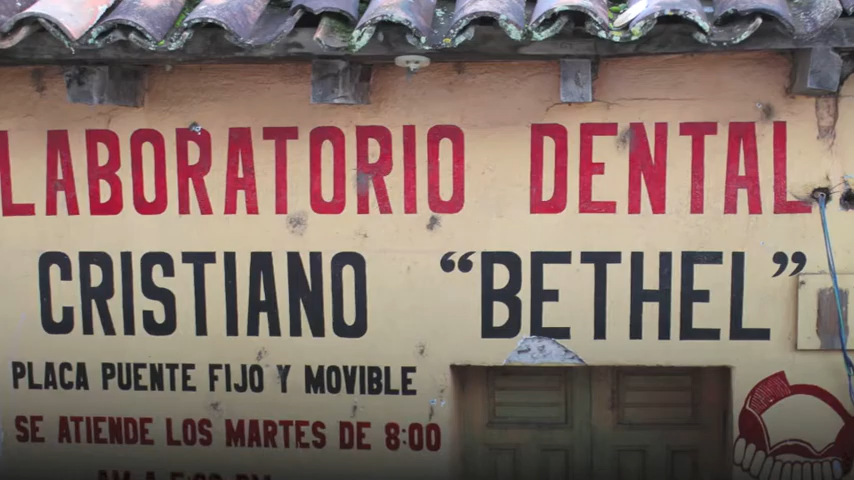 LABORATORIO DENTAL
CRISTIANO “BETHEL”
PLACA PUENTE FIJO Y MOVIBLE
SE ATIENDE LOS MARTES DE 8:00